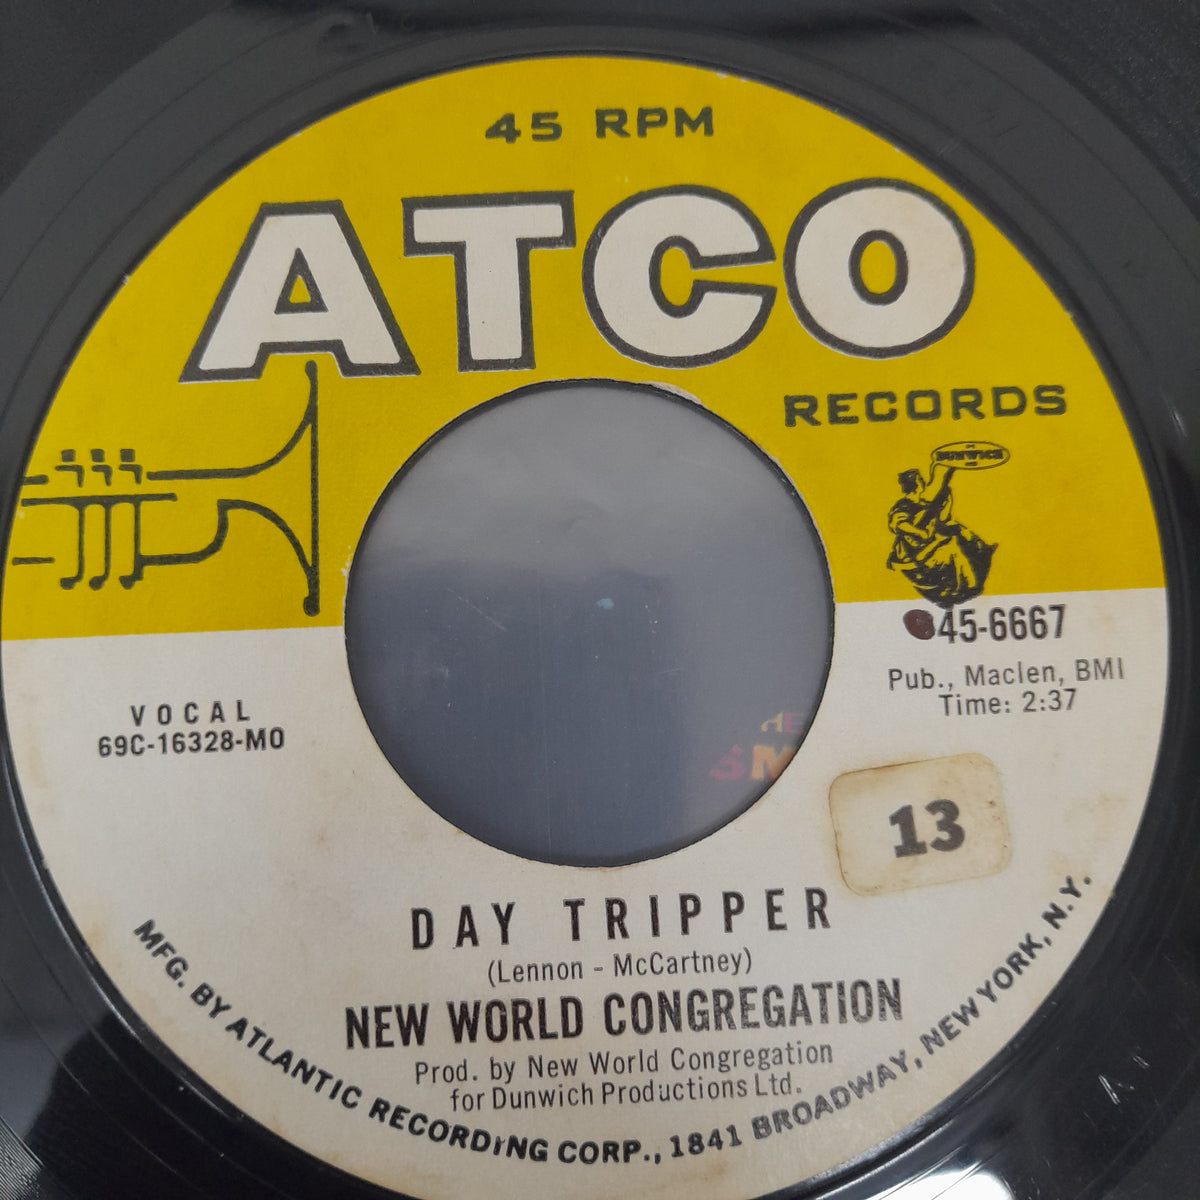 45 RPM
ATCO
RECORDS
DUNWICH
45-6667
Pub., Maclen, BMI
Time: 2:37
VOCAL
69C-16328-MO
13
DAY TRIPPER
(Lennon - McCartney)
NEW WORLD CONGREGATION
Prod. by New World Congregation
for Dunwich Productions Ltd.
MFG. BY ATLANTIC RECORDING CORP., 1841 BROADWAY, NEW YORK, N.Y.